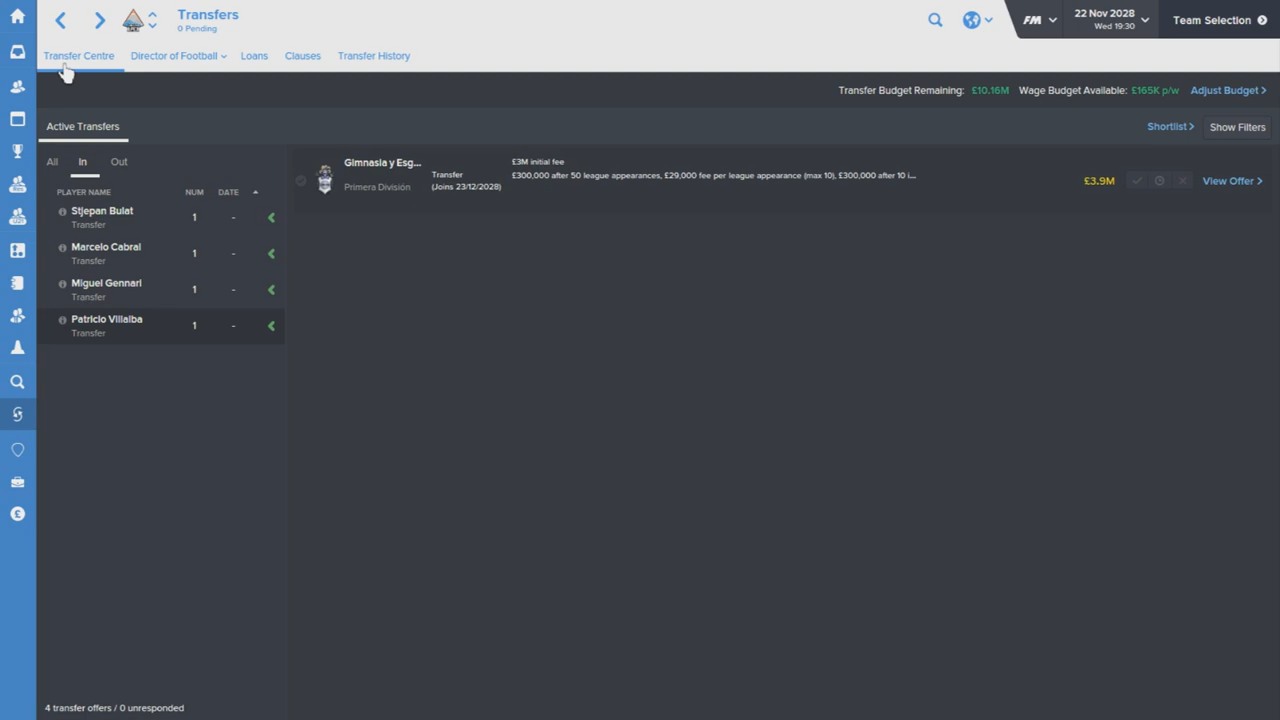 Transfers
0 Pending
FM
22 Nov 2028
Wed 19:30
Team Selection
Transfer Centre
Director of Football
Loans
Clauses
Transfer History
Transfer Budget Remaining: £10.16M
Wage Budget Available: £165K p/w
Adjust Budget
Active Transfers
Shortlist
Show Filters
All
In
Out
PLAYER NAME
NUM
DATE
Stjepan Bulat
Transfer
1
-
Marcelo Cabral
Transfer
1
-
Miguel Gennari
Transfer
1
-
Patricio Villalba
Transfer
1
-
Gimnasia y Esg...
Primera División
Transfer
(Joins 23/12/2028)
£3M initial fee
£300,000 after 50 league appearances, £29,000 fee per league appearance (max 10), £300,000 after 10 i...
£3.9M
View Offer
4 transfer offers / 0 unresponded